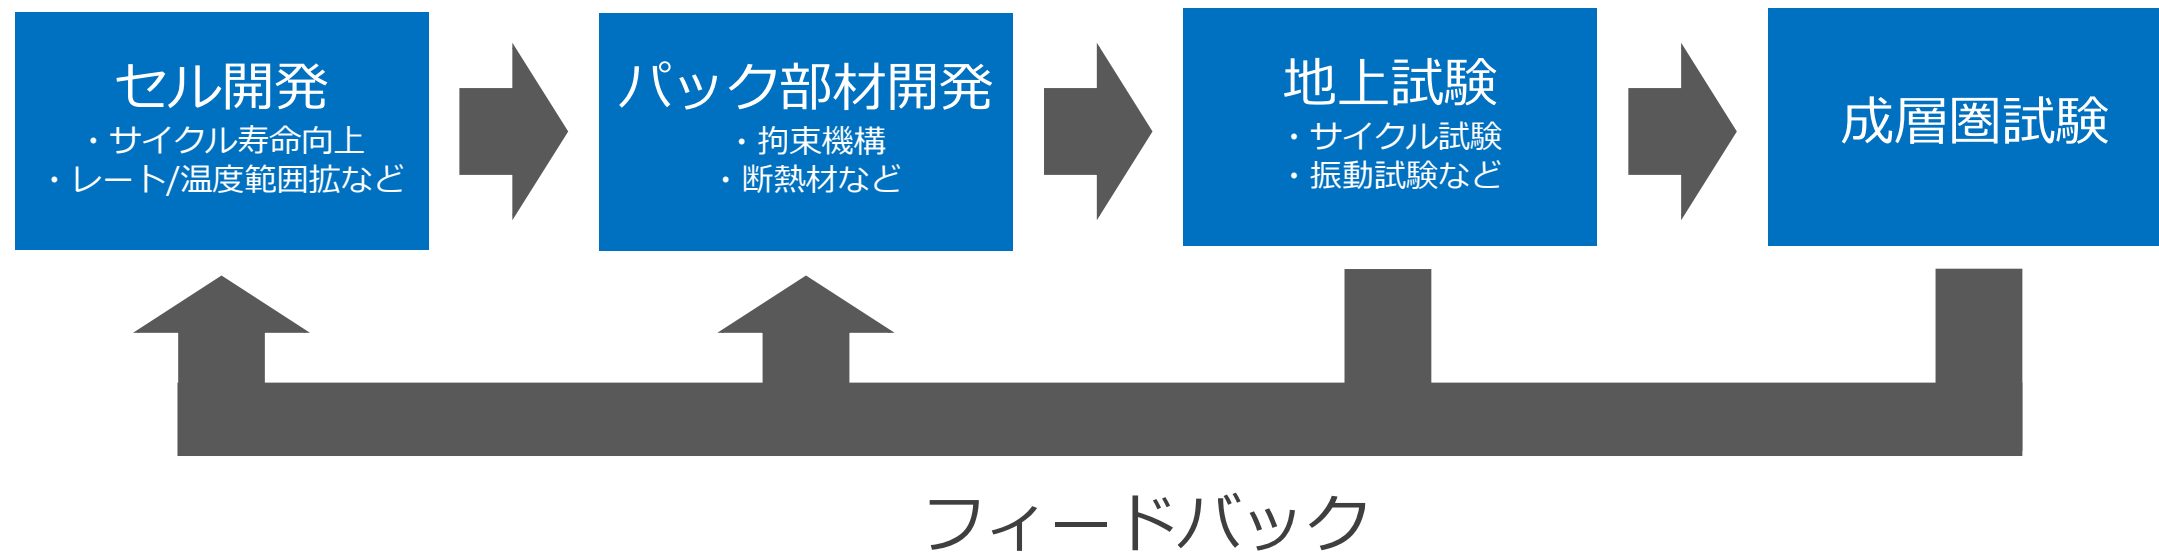 セル開発
・サイクル寿命向上
・レート/温度範囲拡など
パック部材開発
・拘束機構
・断熱材など
地上試験
・サイクル試験
・振動試験など
成層圏試験
フィードバック